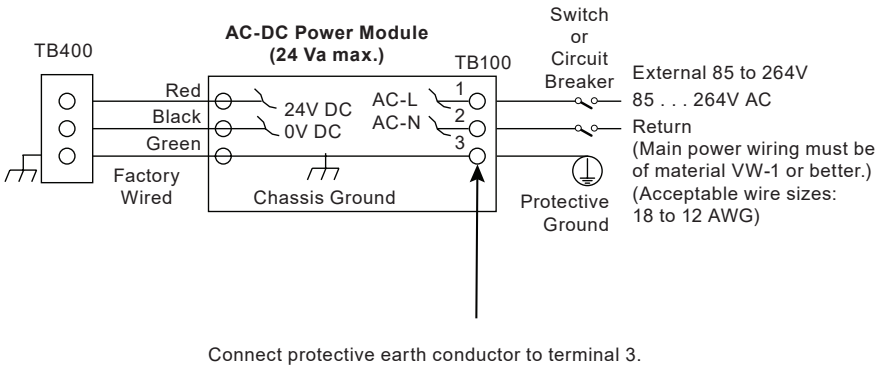 Switch
or
Circuit
Breaker
AC-DC Power Module
(24 Va max.)
TB400
TB100
External 85 to 264V
Red
24V DC
AC-L
1
85 . . . 264V AC
Black
0V DC
AC-N
2
Return
Green
3
(Main power wiring must be
of material VW-1 or better.)
(Acceptable wire sizes:
18 to 12 AWG)
Factory
Wired
Chassis Ground
Protective
Ground
Connect protective earth conductor to terminal 3.